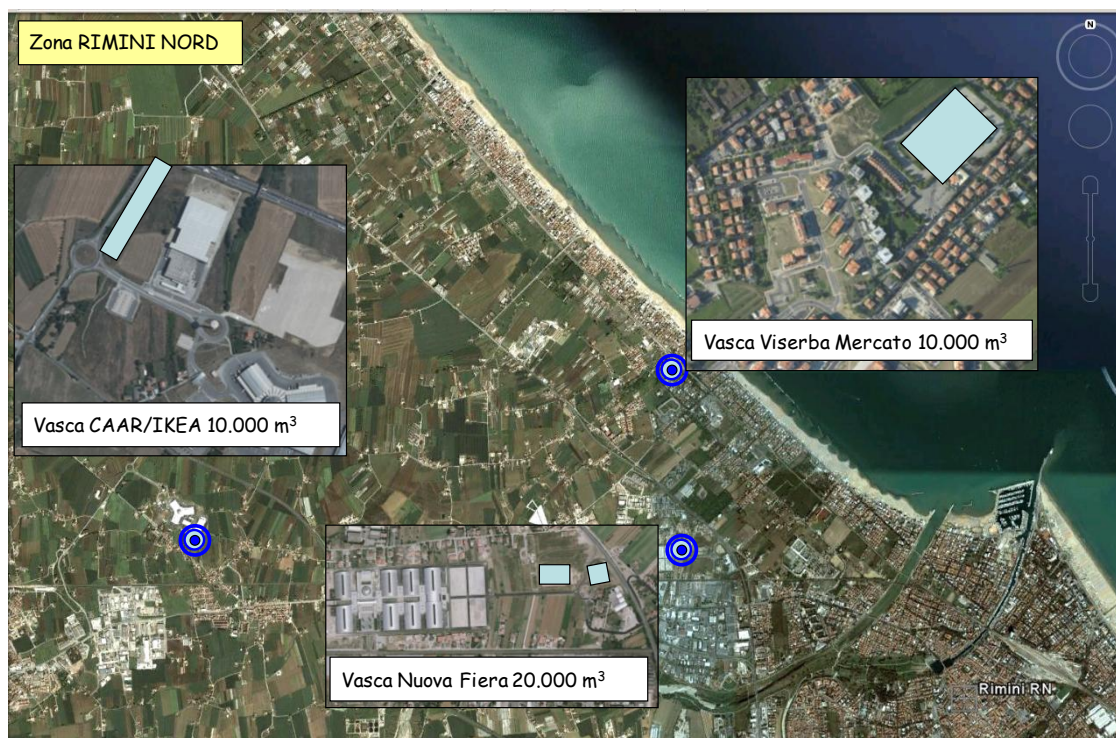 Zona RIMINI NORD
N
Vasca Viserba Mercato 10.000 m³
Vasca CAAR/IKEA 10.000 m³
Vasca Nuova Fiera 20.000 m³
Rimini RN